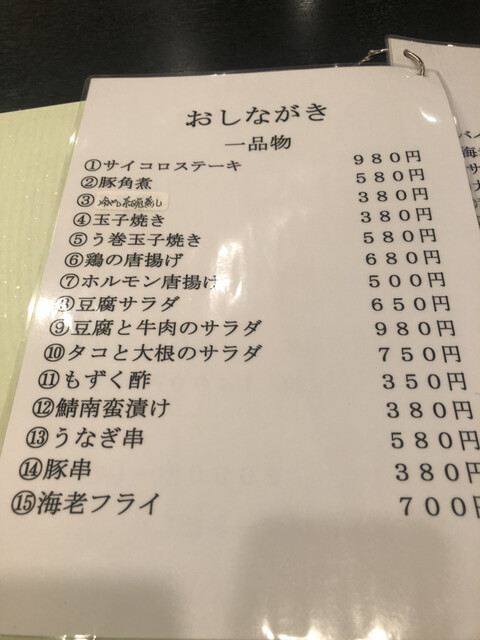 おしながき
一品物
①サイコロステーキ 980円
②豚角煮 580円
③冷やし茶碗蒸し 380円
④玉子焼き 380円
⑤う巻玉子焼き 580円
⑥鶏の唐揚げ 680円
⑦ホルモン唐揚げ 500円
⑧豆腐サラダ 650円
⑨豆腐と牛肉のサラダ 980円
⑩タコと大根のサラダ 750円
⑪もずく酢 350円
⑫鯖南蛮漬け 380円
⑬うなぎ串 580円
⑭豚串 380円
⑮海老フライ 700円